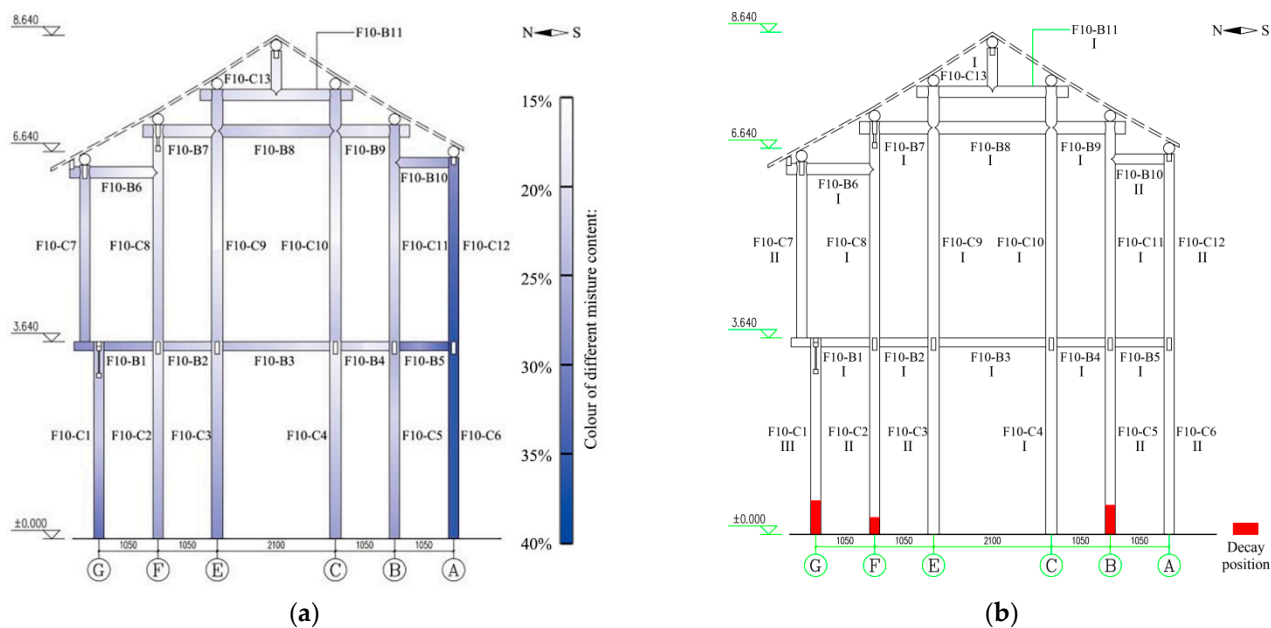 8.640
F10-B11
N S
F10-C13
15%
6.640
F10-B7 F10-B8 F10-B9
F10-B10
F10-B6
20%
F10-C7 F10-C8 F10-C9 F10-C10 F10-C11 F10-C12
25%
3.640
F10-B1 F10-B2 F10-B3 F10-B4 F10-B5
30%
F10-C1 F10-C2 F10-C3 F10-C4 F10-C5 F10-C6
35%
±0.000
40%
1050 1050 2100 1050 1050
G F E C B A
Colour of different misture content:
(a)
8.640
F10-B11
I
N S
I
F10-C13
6.640
F10-B7 F10-B8 F10-B9
I I I
F10-B10
II
F10-B6
I
F10-C7 F10-C8 F10-C9 F10-C10 F10-C11 F10-C12
II I I I I II
3.640
F10-B1 F10-B2 F10-B3 F10-B4 F10-B5
I I I I I
F10-C1 F10-C2 F10-C3 F10-C4 F10-C5 F10-C6
III II II I II II
±0.000
1050 1050 2100 1050 1050
G F E C B A
Decay
position
(b)